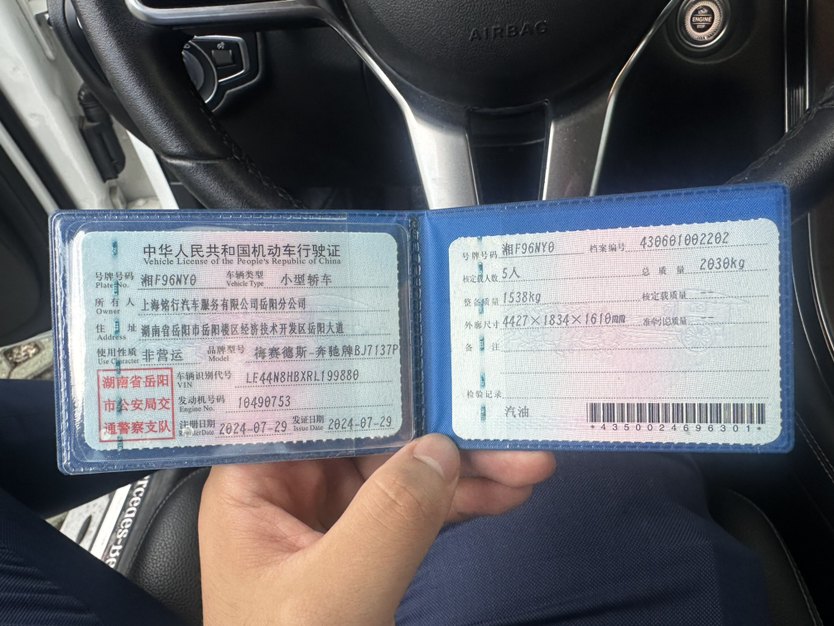 AIRBAG
ENGINE
中华人民共和国机动车行驶证
Vehicle License of the People's Republic of China
号牌号码 湘F96NY0 车辆类型 小型轿车
Plate No. Vehicle Type
所有人 上海铭行汽车服务有限公司岳阳分公司
Owner
住址 湖南省岳阳市岳阳楼区经济技术开发区岳阳大道
Address
使用性质 非营运 品牌型号 梅赛德斯-奔驰牌BJ7137P
Use Character Model
湖南省岳阳
市公安局交
通警察支队
车辆识别代号 LE44N8HBXRL199880
VIN
发动机号码 10490753
Engine No.
注册日期 2024-07-29 发证日期 2024-07-29
Register Date Issue Date
号牌号码 湘F96NY0 档案编号 430601002202
核定载人数 5人 总质量 2030kg
整备质量 1538kg 核定载质量 --
外廓尺寸 4427×1834×1610mm 准牵引总质量 --
备注
检验记录
汽油
*4350024696301*